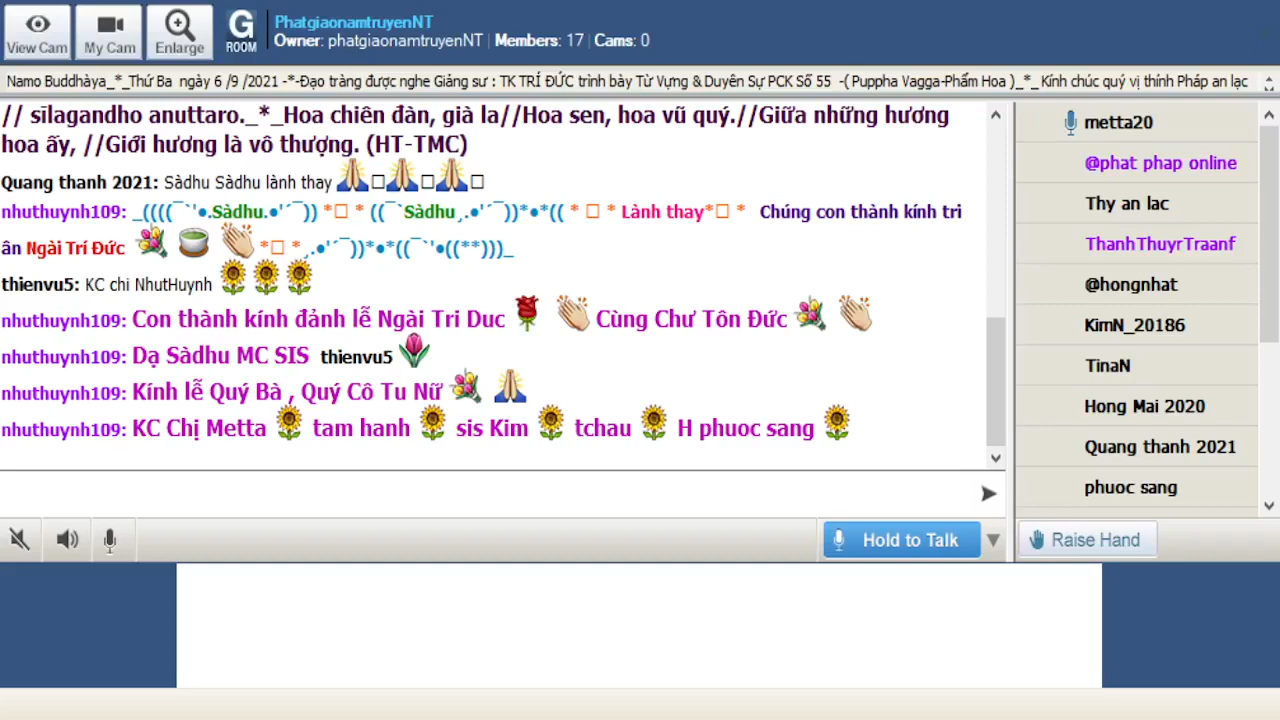 View Cam
My Cam
Enlarge
G
ROOM
PhatgiaonamtruyenNT
Owner: phatgiaonamtruyenNT | Members: 17 | Cams: 0
Namo Buddhàya_*_Thứ Ba ngày 6 /9 /2021 -*-Đạo tràng được nghe Giảng sư : TK TRÍ ĐỨC trình bày Từ Vựng & Duyên Sự PCK Số 55 -( Puppha Vagga-Phẩm Hoa )_*_ Kính chúc quý vị thính Pháp an lạc
// sīlagandho anuttaro._*_Hoa chiên đàn, già la//Hoa sen, hoa vũ quý.//Giữa những hương
hoa ấy, //Giới hương là vô thượng. (HT-TMC)
Quang thanh 2021: Sàdhu Sàdhu lành thay 🙏🙏🙏
nhuthuynh109: _((((¯`'●.Sàdhu.●'´¯)) *□ * ((¯`Sàdhu¸.●'´¯))*●*(( * □ * Lành thay*□ * Chúng con thành kính tri
ân Ngài Trí Đức 💐 🍵 👏 *□ *¸.●'´¯))*●*((¯`'●((**)))_
thienvu5: KC chi NhutHuynh 🌻🌻🌻
nhuthuynh109: Con thành kính đảnh lễ Ngài Tri Duc 🌹 👏 Cùng Chư Tôn Đức 💐 👏
nhuthuynh109: Dạ Sàdhu MC SIS thienvu5 🌷
nhuthuynh109: Kính lễ Quý Bà , Quý Cô Tu Nữ 💐 🙏
nhuthuynh109: KC Chị Metta 🌻 tam hanh 🌻 sis Kim 🌻 tchau 🌻 H phuoc sang 🌻
Hold to Talk
metta20
@phat phap online
Thy an lac
ThanhThuyrTraanf
@hongnhat
KimN_20186
TinaN
Hong Mai 2020
Quang thanh 2021
phuoc sang
Raise Hand